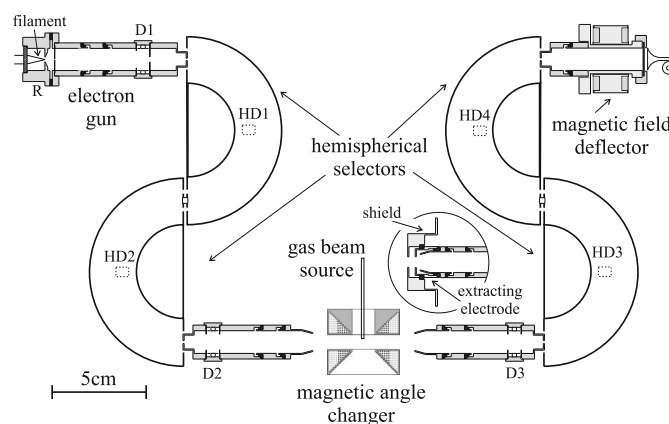 filament
D1
R
electron
gun
HD1
HD4
magnetic field
deflector
hemispherical
selectors
shield
gas beam
source
HD2
HD3
extracting
electrode
D2
D3
5cm
magnetic angle
changer